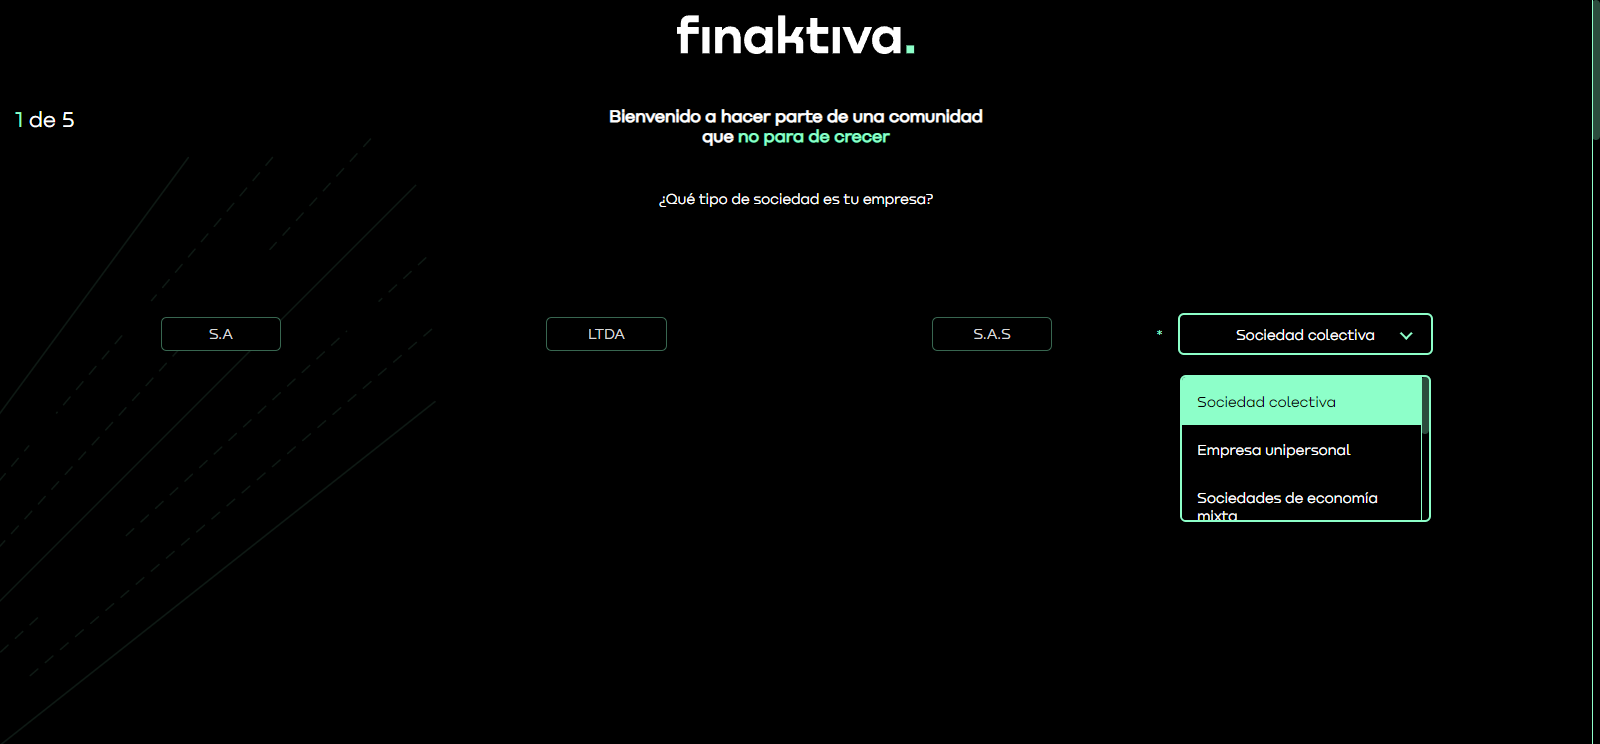 finaktiva.
1 de 5
Bienvenido a hacer parte de una comunidad
que no para de crecer
¿Qué tipo de sociedad es tu empresa?
S.A
LTDA
S.A.S
* Sociedad colectiva
Sociedad colectiva
Empresa unipersonal
Sociedades de economía
mixta